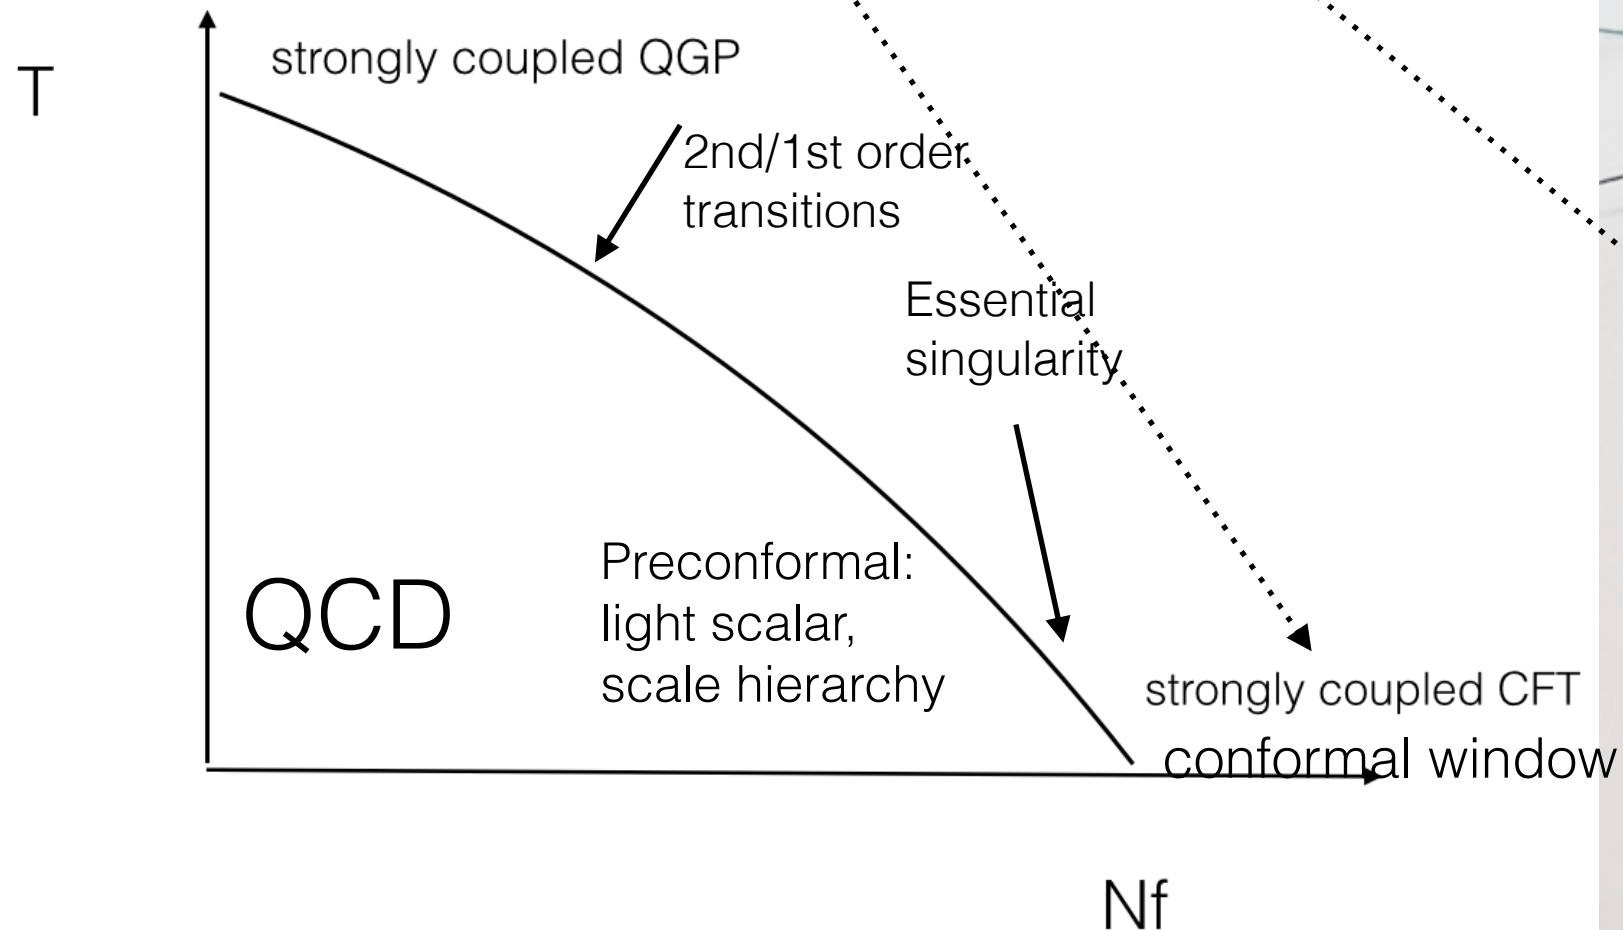 T
strongly coupled QGP
2nd/1st order
transitions
Essential
singularity
Preconformal:
light scalar,
scale hierarchy
QCD
strongly coupled CFT
conformal window
Nf